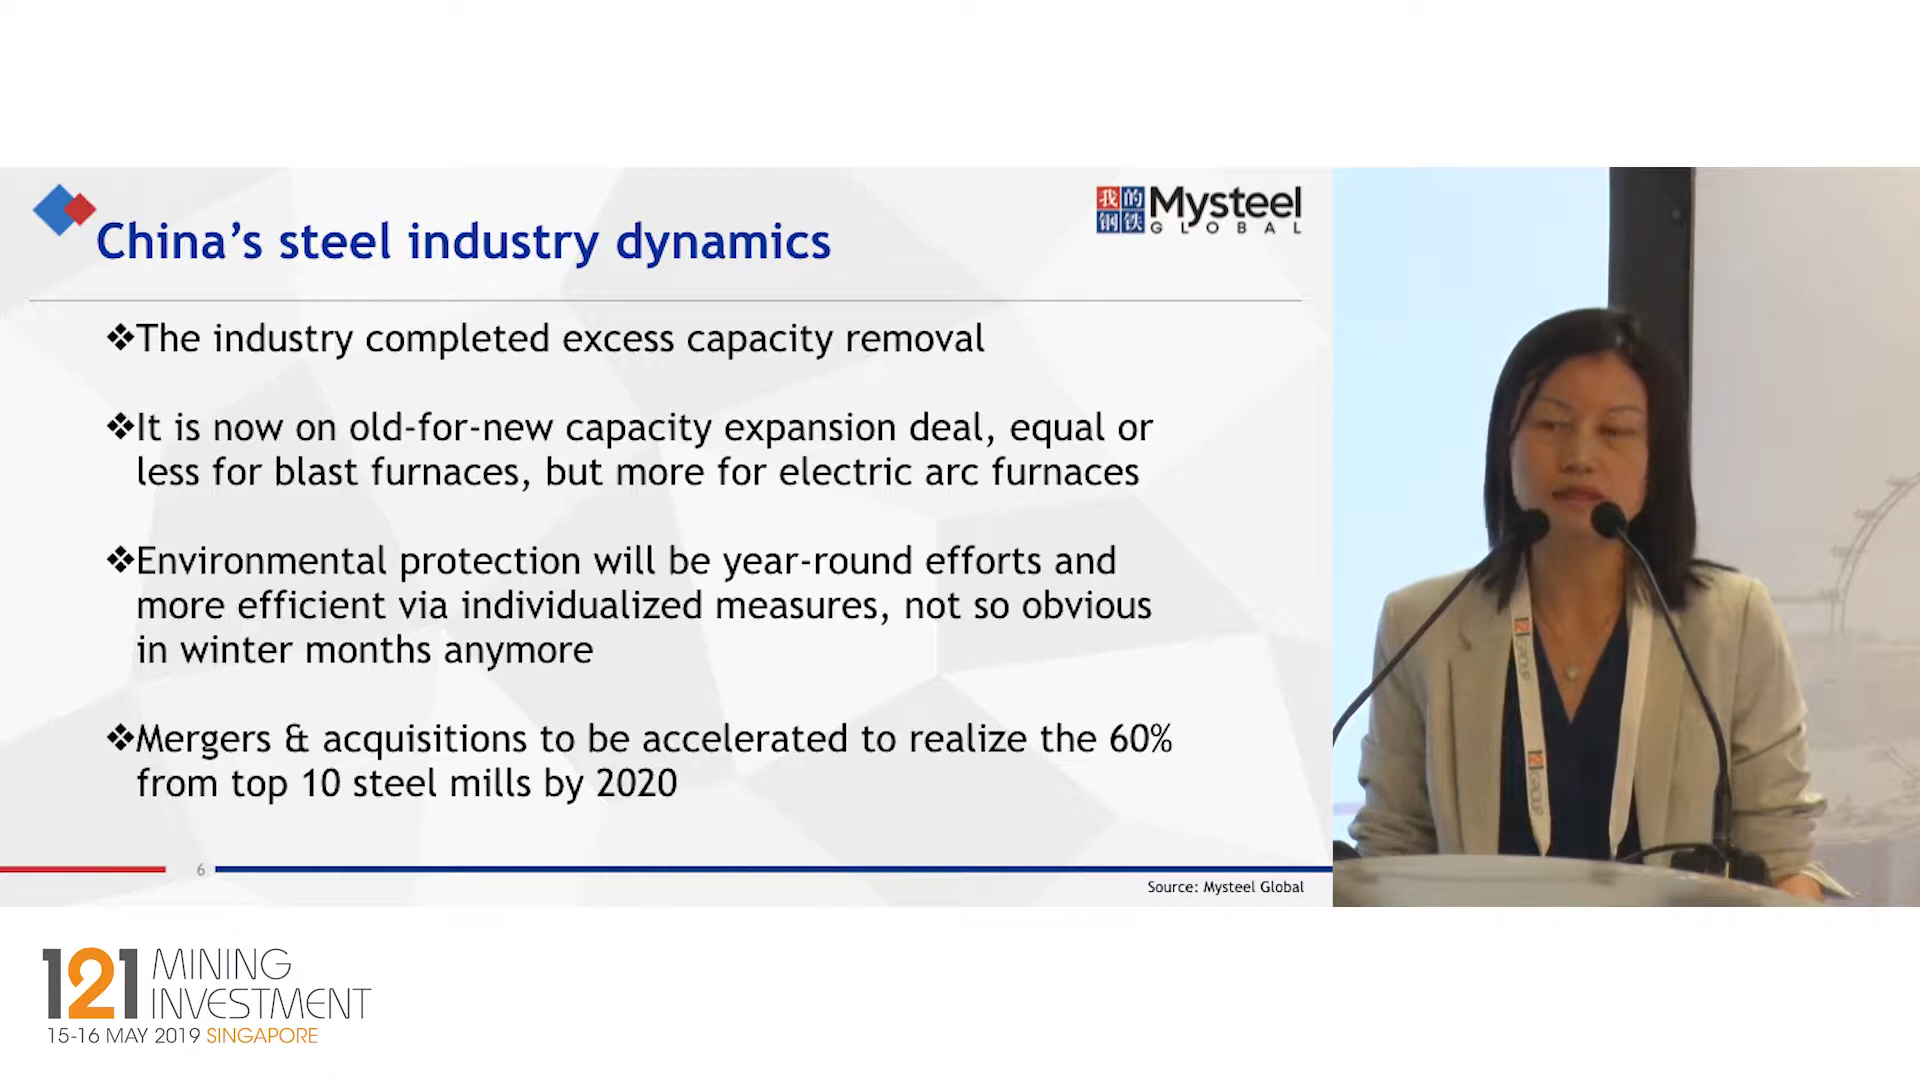 China's steel industry dynamics
我的
钢铁
Mysteel
GLOBAL
❖The industry completed excess capacity removal
❖It is now on old-for-new capacity expansion deal, equal or
less for blast furnaces, but more for electric arc furnaces
❖Environmental protection will be year-round efforts and
more efficient via individualized measures, not so obvious
in winter months anymore
❖Mergers & acquisitions to be accelerated to realize the 60%
from top 10 steel mills by 2020
6
Source: Mysteel Global
121 GROUP
121 GROUP
121 MINING
INVESTMENT
15-16 MAY 2019 SINGAPORE